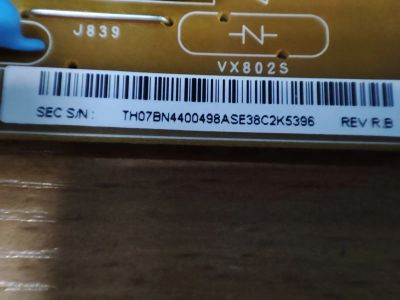 J839
VX802S
SEC S/N : TH07BN4400498ASE38C2K5396 REV R.B